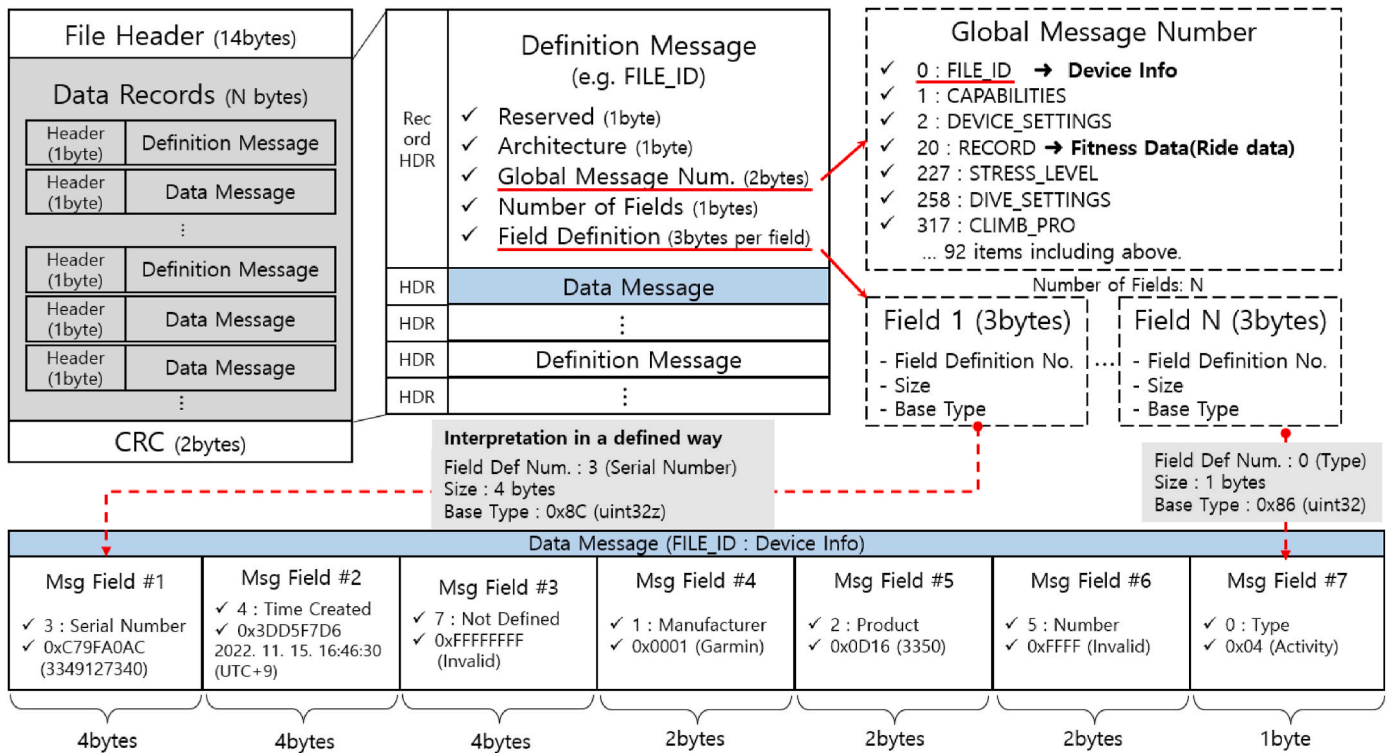 File Header (14bytes)
Data Records (N bytes)
Header
(1byte)
Definition Message
Header
(1byte)
Data Message
⋮
Header
(1byte)
Definition Message
Header
(1byte)
Data Message
Header
(1byte)
Data Message
⋮
CRC (2bytes)
Rec
ord
HDR
Definition Message
(e.g. FILE_ID)
✓ Reserved (1byte)
✓ Architecture (1byte)
✓ Global Message Num. (2bytes)
✓ Number of Fields (1bytes)
✓ Field Definition (3bytes per field)
HDR
Data Message
HDR
⋮
HDR
Definition Message
HDR
⋮
Global Message Number
✓ 0 : FILE_ID → Device Info
✓ 1 : CAPABILITIES
✓ 2 : DEVICE_SETTINGS
✓ 20 : RECORD → Fitness Data(Ride data)
✓ 227 : STRESS_LEVEL
✓ 258 : DIVE_SETTINGS
✓ 317 : CLIMB_PRO
... 92 items including above.
Number of Fields: N
Field 1 (3bytes)
- Field Definition No.
- Size
- Base Type
...
Field N (3bytes)
- Field Definition No.
- Size
- Base Type
Interpretation in a defined way
Field Def Num. : 3 (Serial Number)
Size : 4 bytes
Base Type : 0x8C (uint32z)
Field Def Num. : 0 (Type)
Size : 1 bytes
Base Type : 0x86 (uint32)
Data Message (FILE_ID : Device Info)
Msg Field #1
✓ 3 : Serial Number
✓ 0xC79FA0AC
(3349127340)
4bytes
Msg Field #2
✓ 4 : Time Created
✓ 0x3DD5F7D6
2022. 11. 15. 16:46:30
(UTC+9)
4bytes
Msg Field #3
✓ 7 : Not Defined
✓ 0xFFFFFFFF
(Invalid)
4bytes
Msg Field #4
✓ 1 : Manufacturer
✓ 0x0001 (Garmin)
2bytes
Msg Field #5
✓ 2 : Product
✓ 0x0D16 (3350)
2bytes
Msg Field #6
✓ 5 : Number
✓ 0xFFFF (Invalid)
2bytes
Msg Field #7
✓ 0 : Type
✓ 0x04 (Activity)
1byte